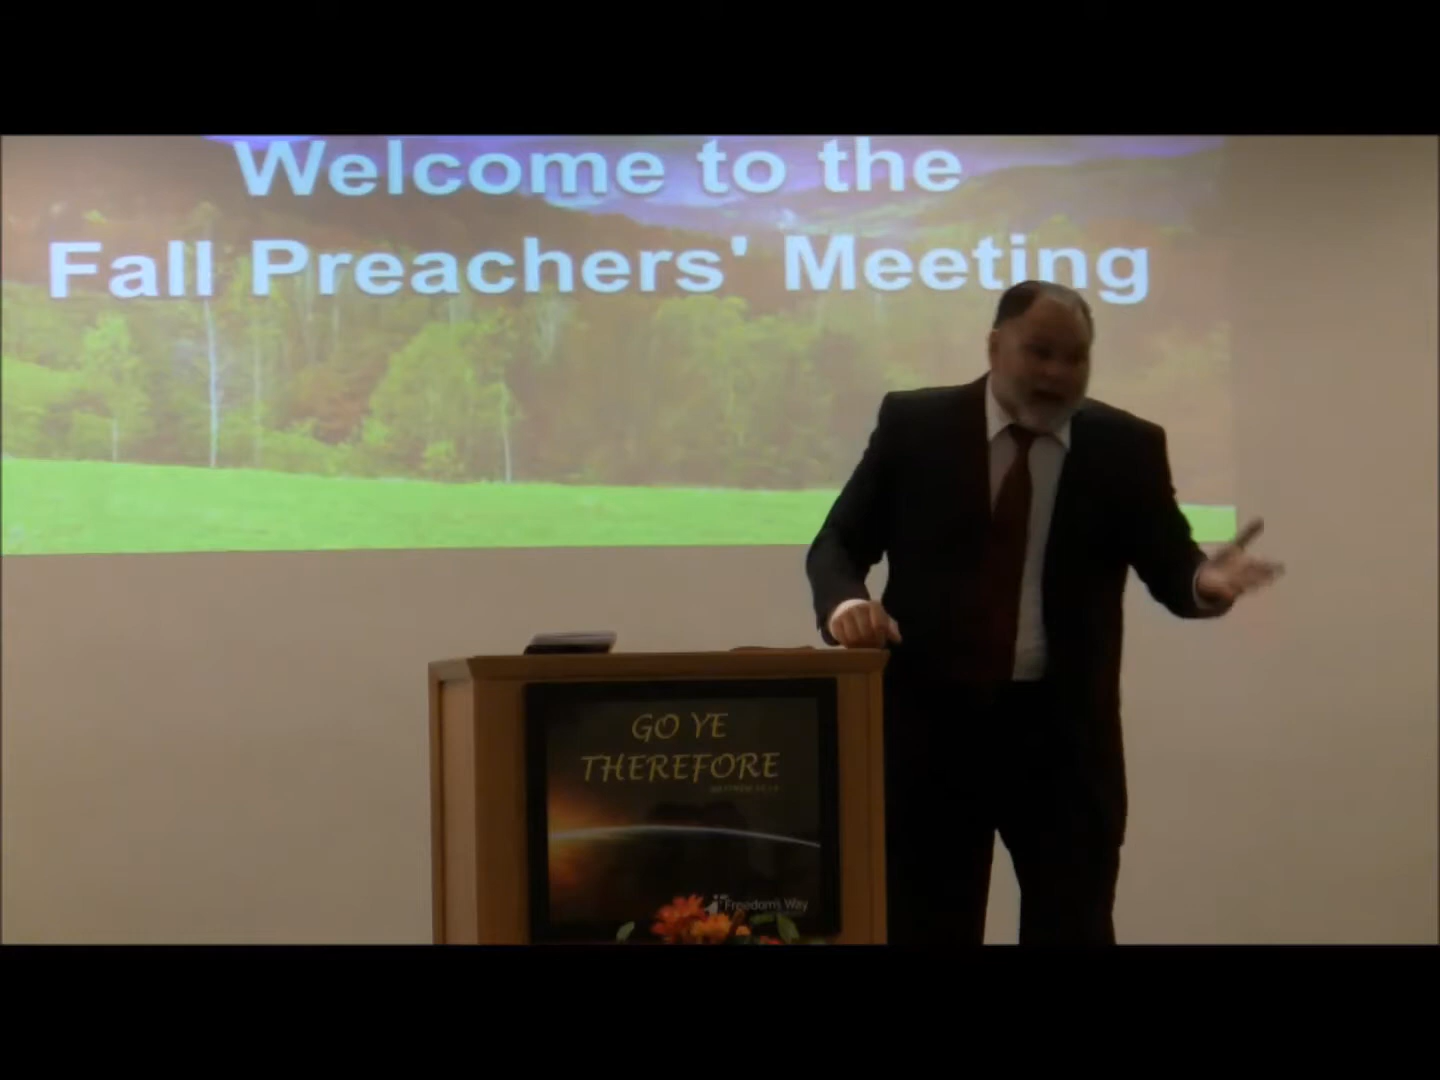 Welcome to the
Fall Preachers' Meeting
GO YE
THEREFORE
Freedom's Way